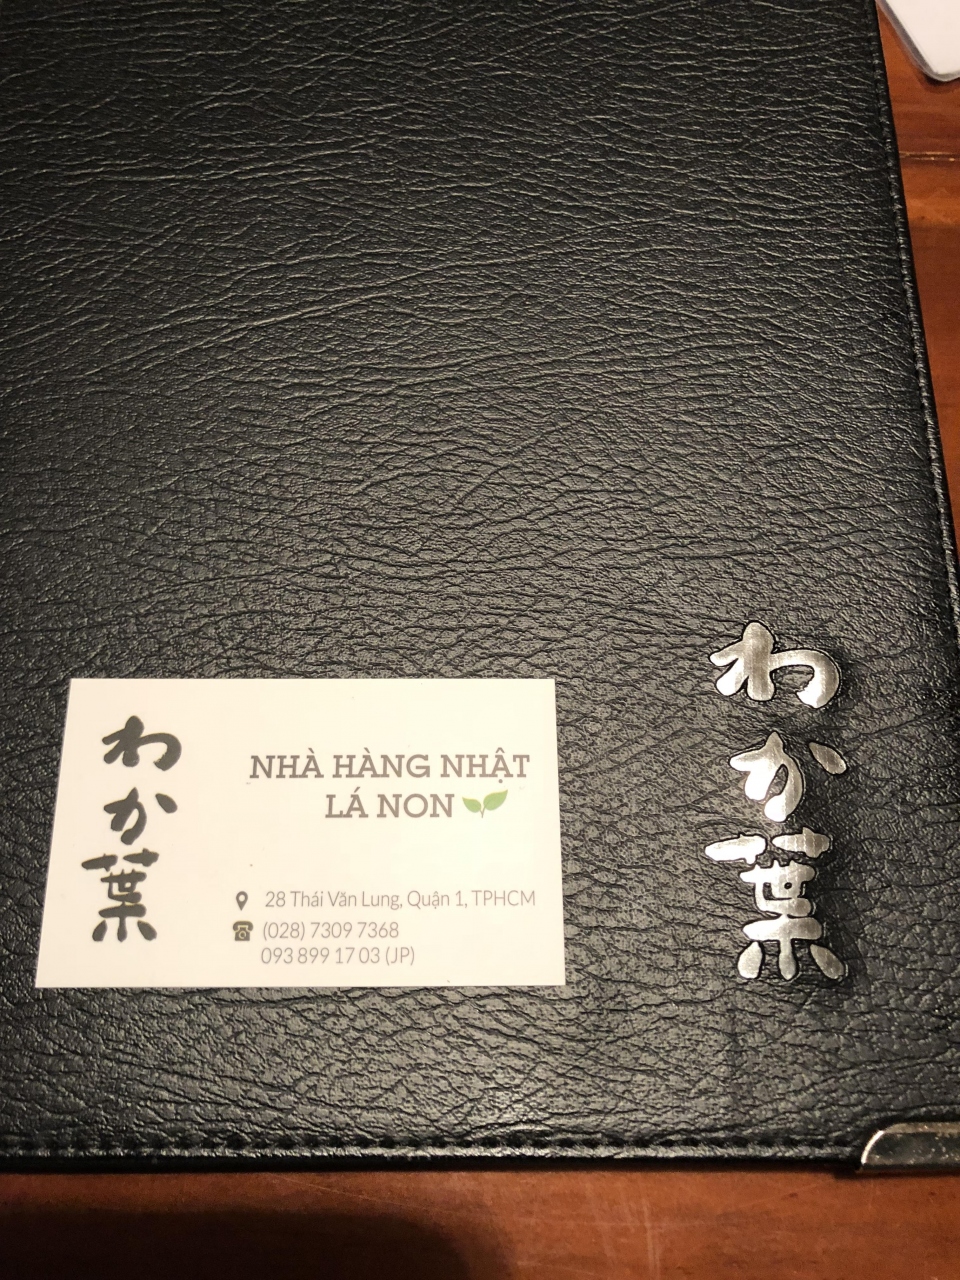 わか葉
NHÀ HÀNG NHẬT
LÁ NON
28 Thái Văn Lung, Quận 1, TPHCM
(028) 7309 7368
093 899 17 03 (JP)
わか葉